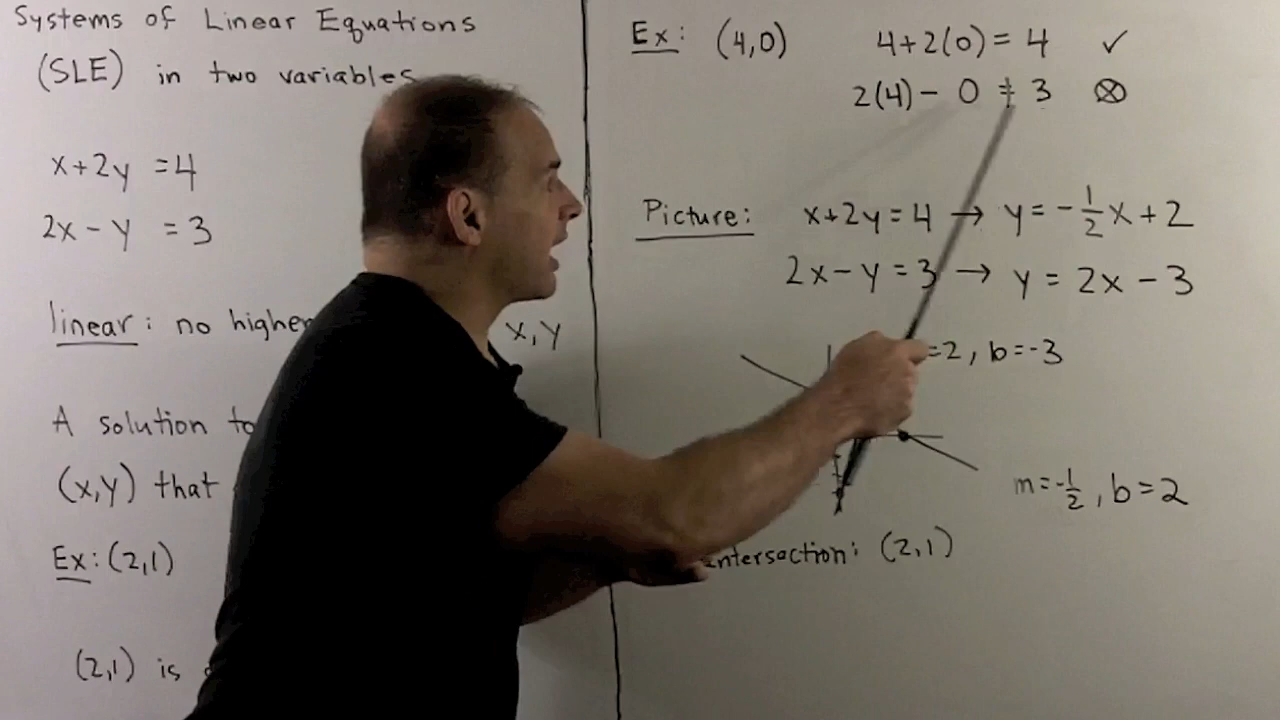 Systems of Linear Equations
(SLE) in two variables
x+2y =4
2x - y =3
linear: no higher x,y
A solution to
(x,y) that
Ex: (2,1)
(2,1) is
Ex: (4,0) 4+2(0) = 4 ✓
2(4) - 0 ≠ 3 ⊗
Picture: x+2y=4 → y= -1/2 x + 2
2x-y=3 → y = 2x - 3
=2, b=-3
m=-1/2, b=2
intersection: (2,1)